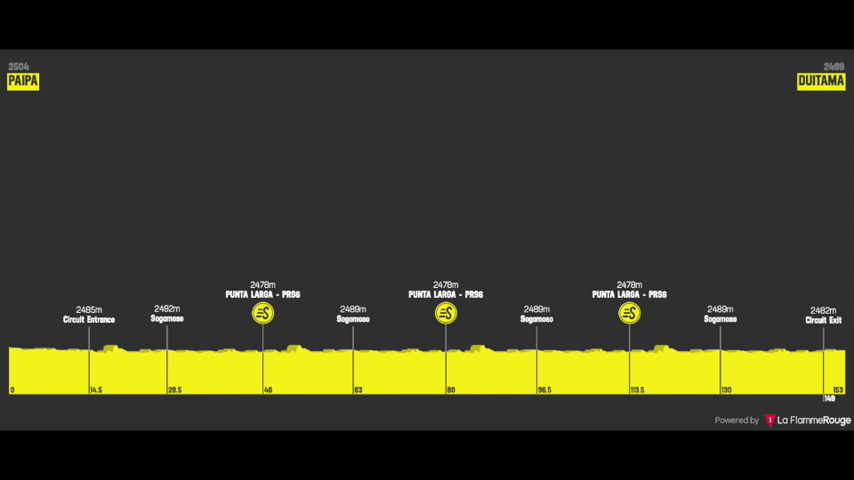 2504
PAIPA
2489
DUITAMA
2485m
Circuit Entrance
2492m
Sogamoso
2478m
PUNTA LARGA - PRS6
S
2489m
Sogamoso
2478m
PUNTA LARGA - PRS6
S
2489m
Sogamoso
2478m
PUNTA LARGA - PRS6
S
2489m
Sogamoso
2482m
Circuit Exit
0
14.5
28.5
46
63
80
96.5
113.5
130
149
153
Powered by La FlammeRouge